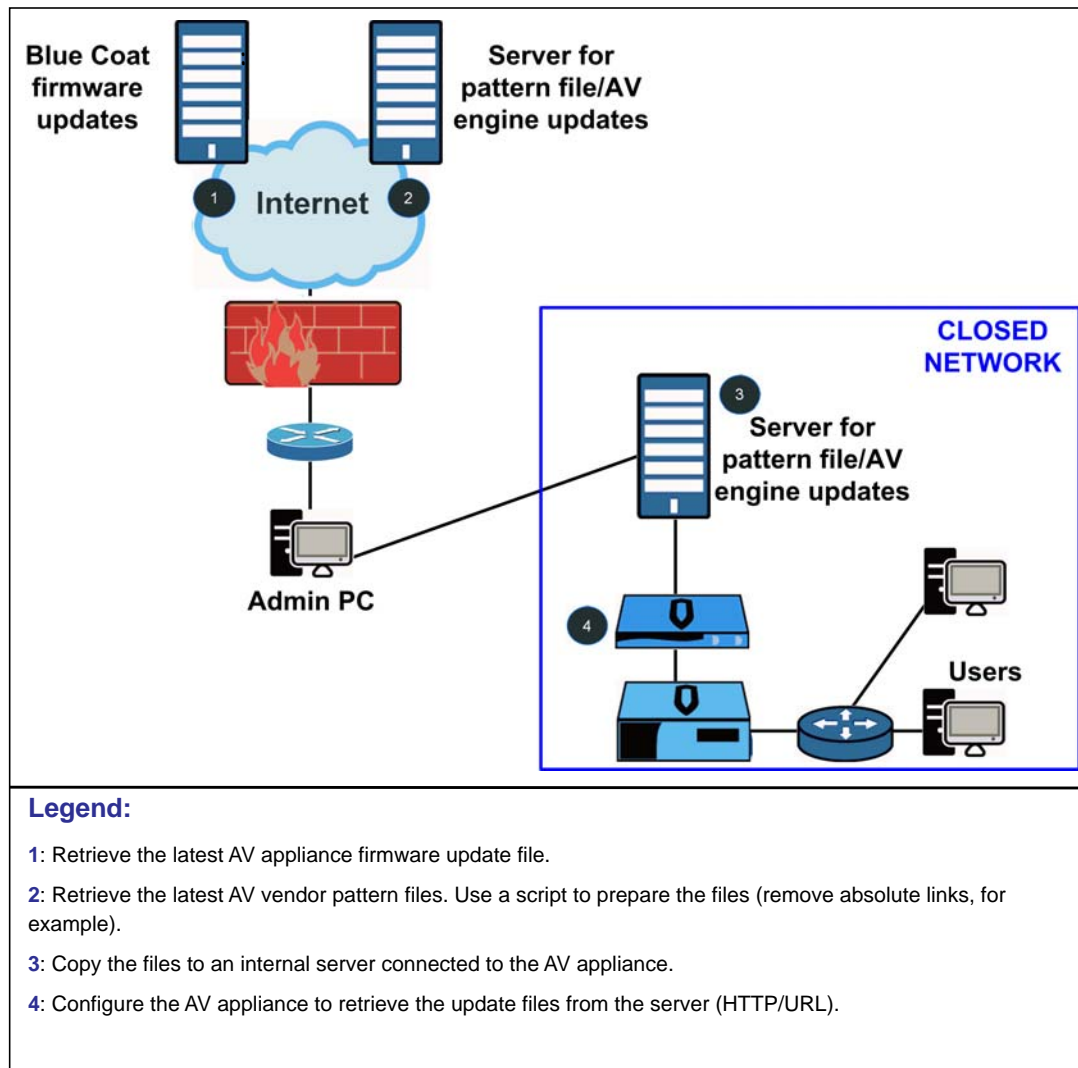 Blue Coat
firmware
updates
Server for
pattern file/AV
engine updates
1
Internet
2
CLOSED
NETWORK
3
Server for
pattern file/AV
engine updates
Admin PC
4
Users
Legend:
1: Retrieve the latest AV appliance firmware update file.
2: Retrieve the latest AV vendor pattern files. Use a script to prepare the files (remove absolute links, for
example).
3: Copy the files to an internal server connected to the AV appliance.
4: Configure the AV appliance to retrieve the update files from the server (HTTP/URL).